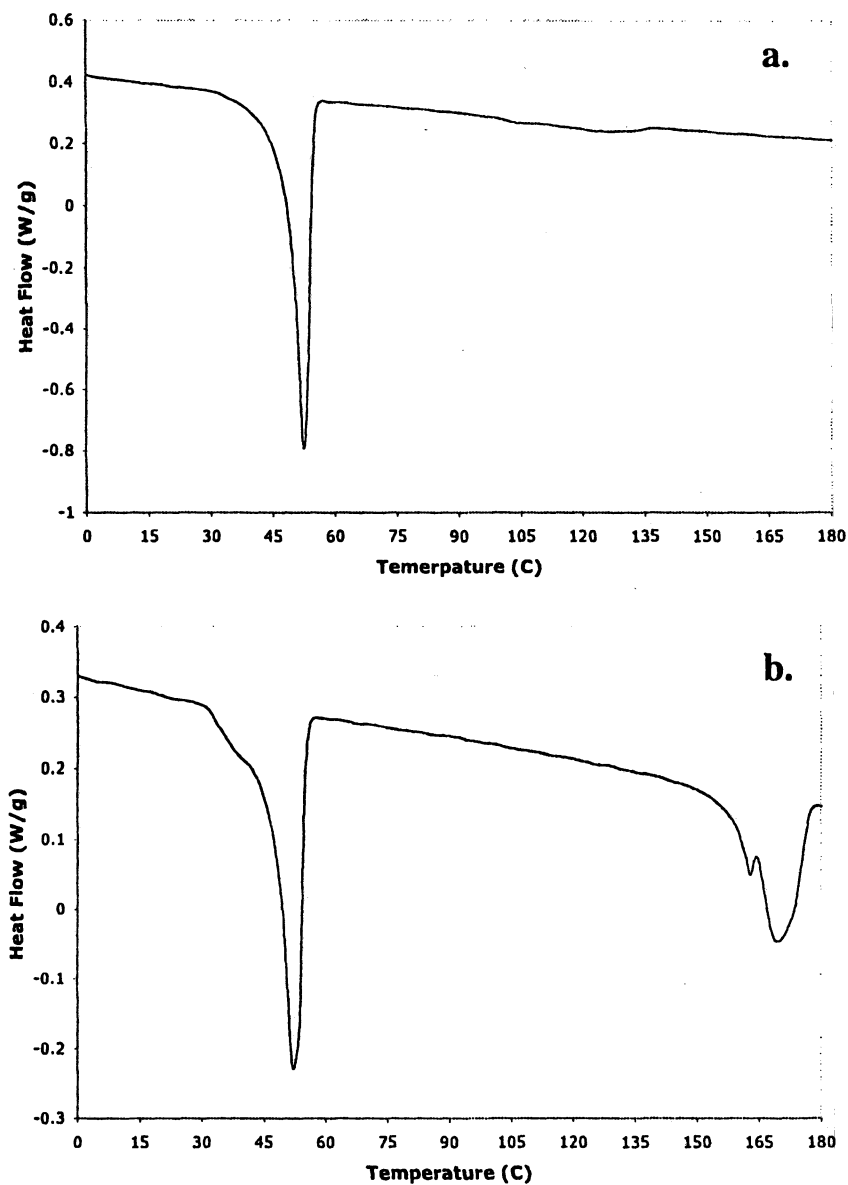 0.6
a.
0.4
0.2
0
-0.2
-0.4
-0.6
-0.8
-1
Heat Flow (W/g)
0 15 30 45 60 75 90 105 120 135 150 165 180
Temerpature (C)
0.4
b.
0.3
0.2
0.1
0
-0.1
-0.2
-0.3
Heat Flow (W/g)
0 15 30 45 60 75 90 105 120 135 150 165 180
Temperature (C)